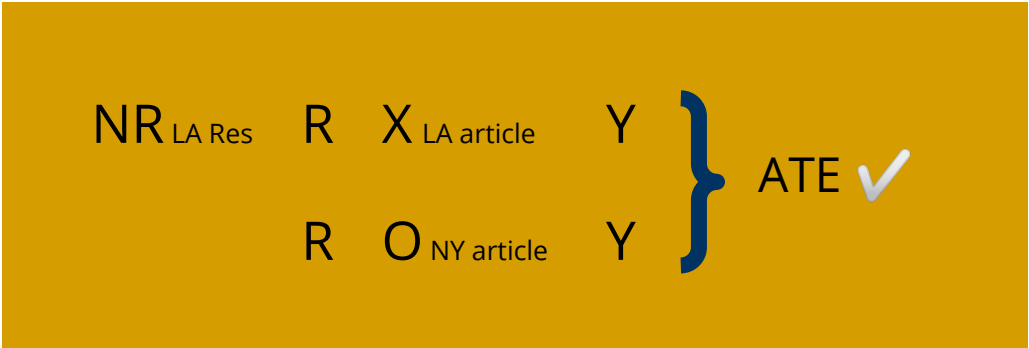 NR LA Res R X LA article Y
ATE
R O NY article Y